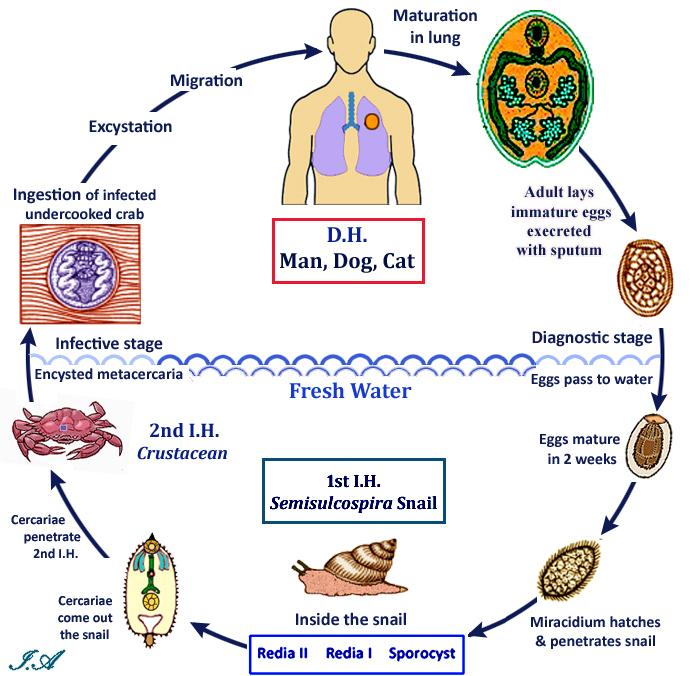 Maturation
in lung
Migration
Excystation
Ingestion of infected
undercooked crab
D.H.
Man, Dog, Cat
Adult lays
immature eggs
execreted
with sputum
Infective stage
Diagnostic stage
Encysted metacercaria
Fresh Water
Eggs pass to water
2nd I.H.
Crustacean
Eggs mature
in 2 weeks
1st I.H.
Semisulcospira Snail
Cercariae
penetrate
2nd I.H.
Cercariae
come out
the snail
Inside the snail
Miracidium hatches
& penetrates snail
Redia II Redia I Sporocyst
I.A